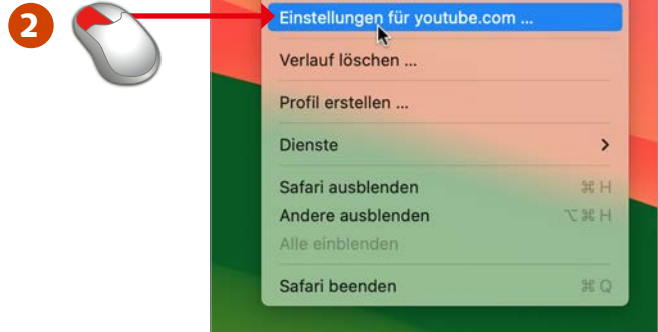 2
Einstellungen für youtube.com ...
Verlauf löschen ...
Profil erstellen ...
Dienste
Safari ausblenden ⌘ H
Andere ausblenden ⌥ ⌘ H
Alle einblenden
Safari beenden ⌘ Q